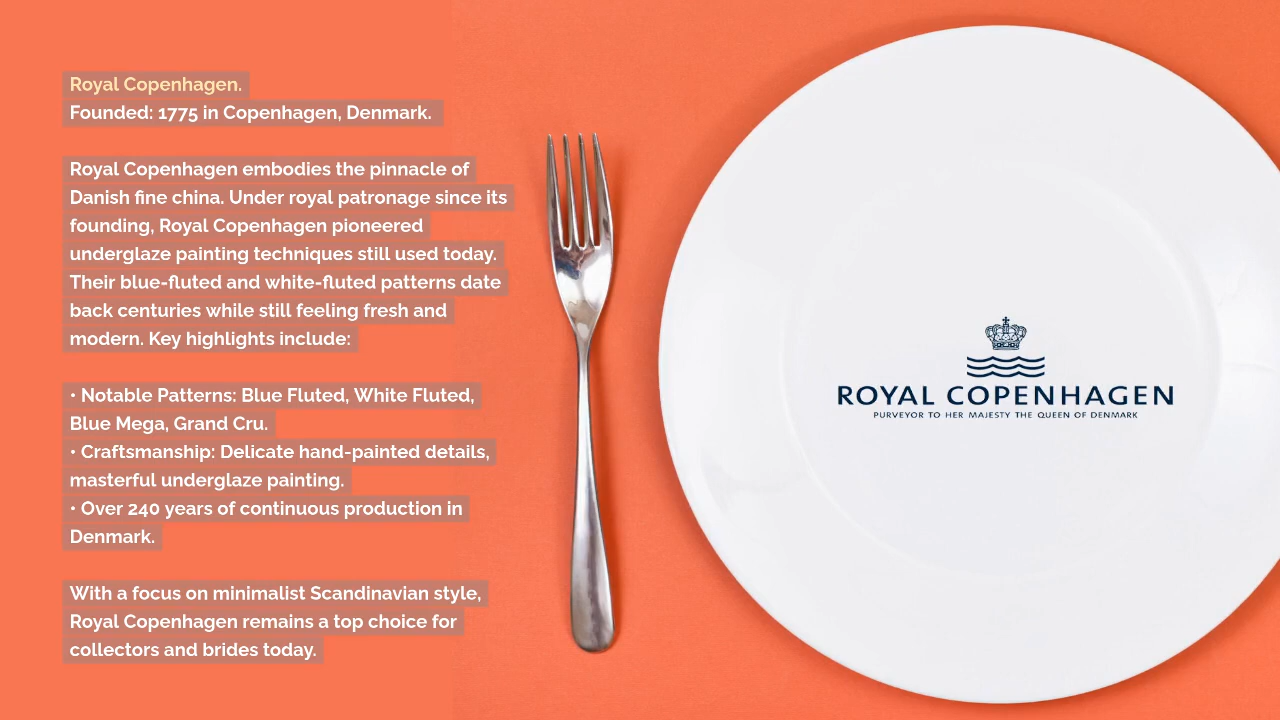 Royal Copenhagen.
Founded: 1775 in Copenhagen, Denmark.
Royal Copenhagen embodies the pinnacle of
Danish fine china. Under royal patronage since its
founding, Royal Copenhagen pioneered
underglaze painting techniques still used today.
Their blue-fluted and white-fluted patterns date
back centuries while still feeling fresh and
modern. Key highlights include:
• Notable Patterns: Blue Fluted, White Fluted,
Blue Mega, Grand Cru.
• Craftsmanship: Delicate hand-painted details,
masterful underglaze painting.
• Over 240 years of continuous production in
Denmark.
With a focus on minimalist Scandinavian style,
Royal Copenhagen remains a top choice for
collectors and brides today.
ROYAL COPENHAGEN
PURVEYOR TO HER MAJESTY THE QUEEN OF DENMARK